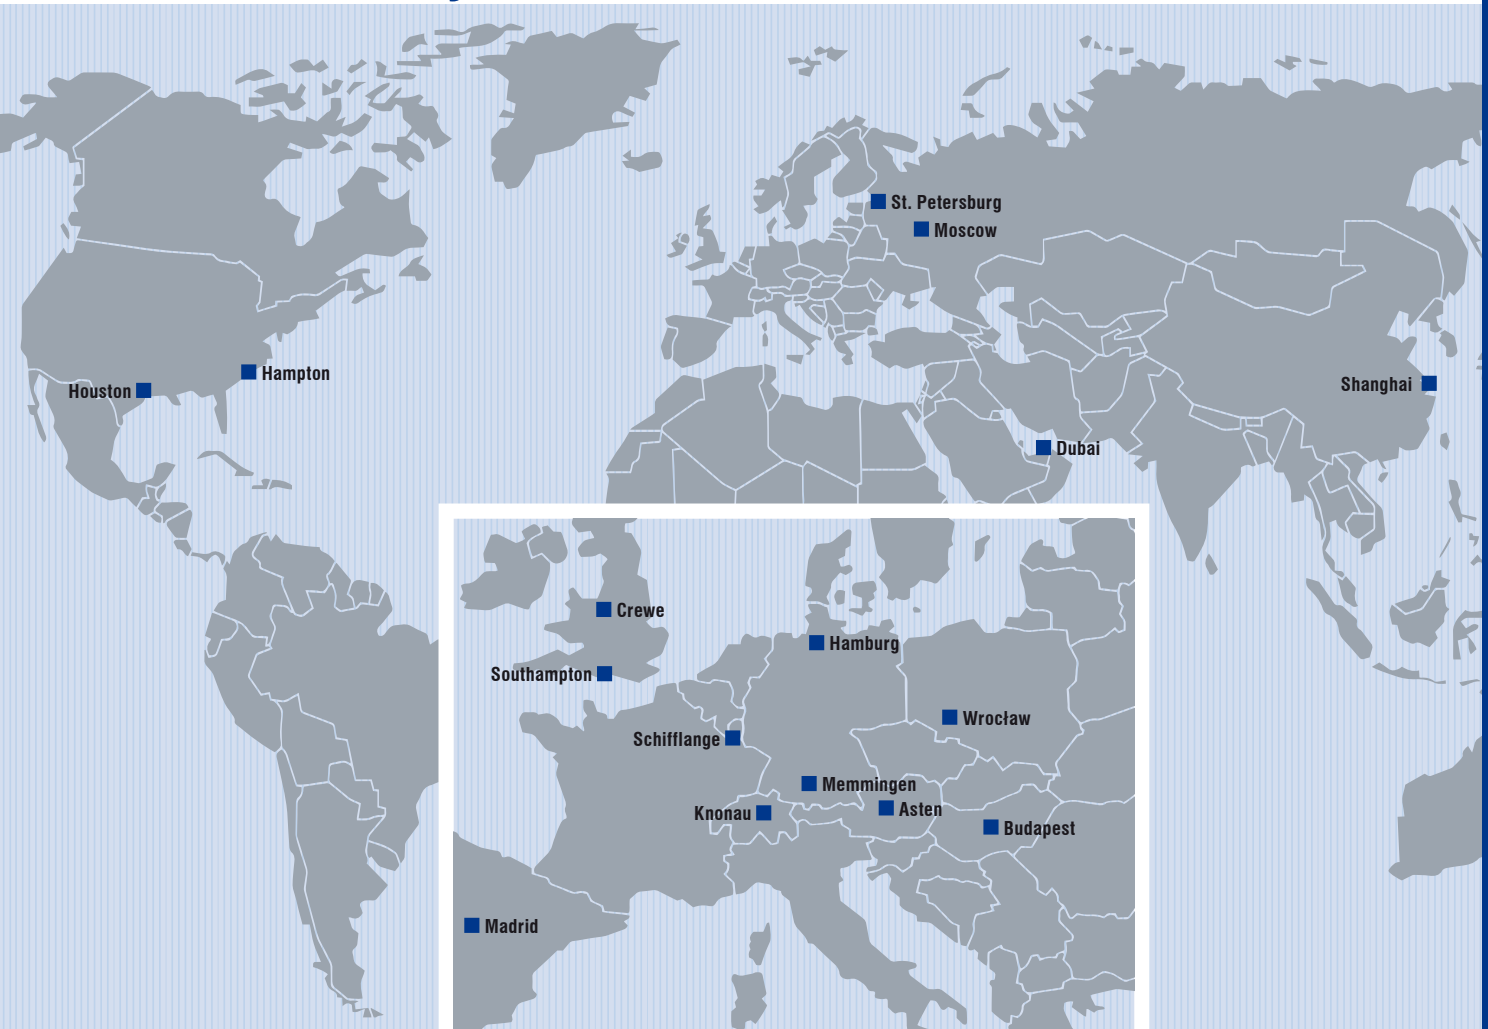 St. Petersburg
Moscow
Hampton
Houston
Shanghai
Dubai
Crewe
Hamburg
Southampton
Wrocław
Schifflange
Memmingen
Asten
Knonau
Budapest
Madrid